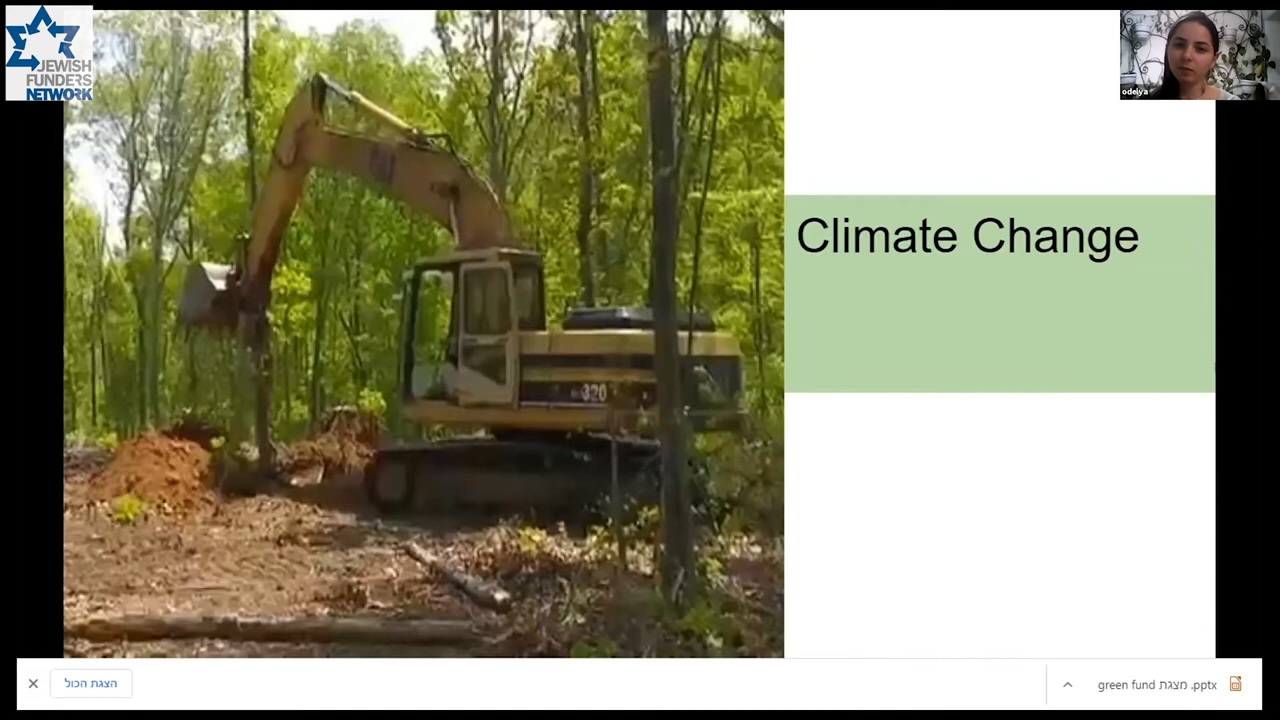 JEWISH
FUNDERS
NETWORK
odelya
Climate Change
320
הצגת הכול
green fund מצגת .pptx